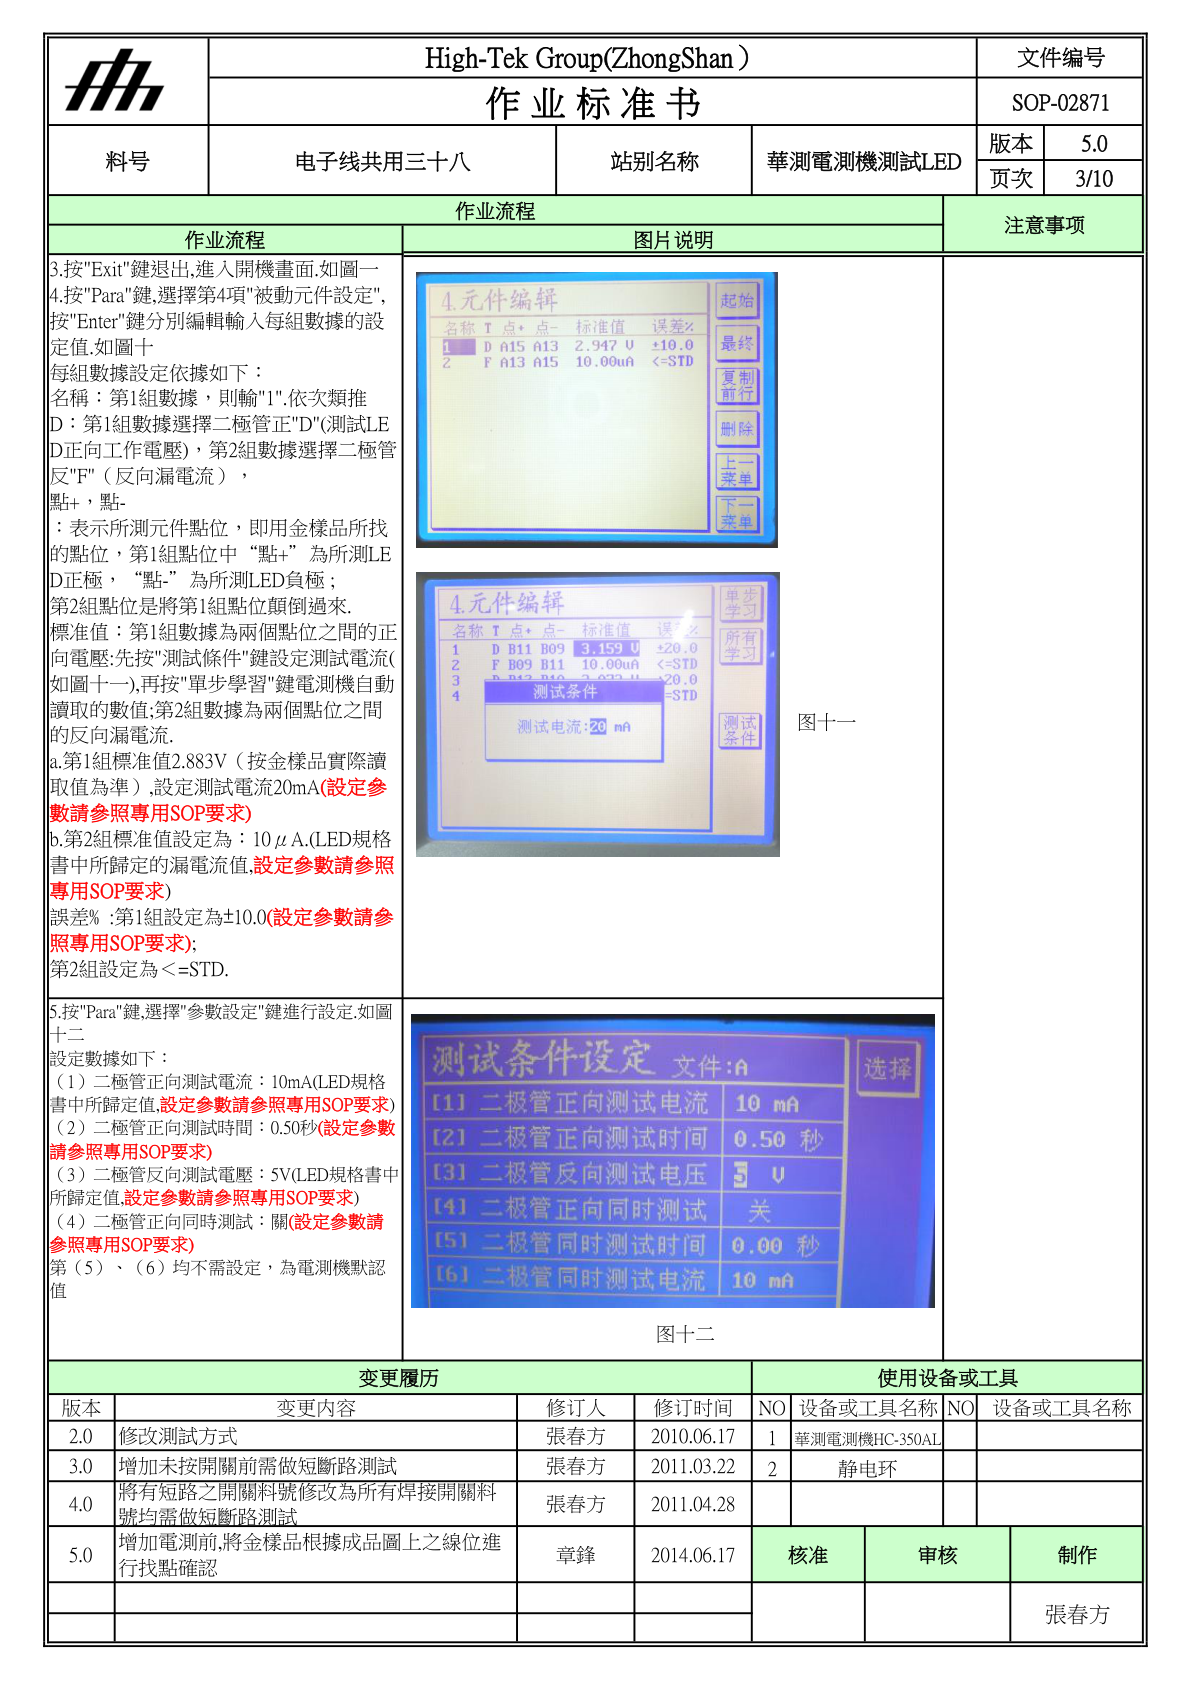 High-Tek Group(ZhongShan）
文件编号
作 业 标 准 书
SOP-02871
料号
电子线共用三十八
站别名称
華測電測機測試LED
版本
5.0
页次
3/10
作业流程
注意事项
作业流程
图片说明
3.按"Exit"鍵退出,進入開機畫面.如圖一
4.按"Para"鍵,選擇第4項"被動元件設定",
按"Enter"鍵分別編輯輸入每組數據的設
定值.如圖十
每組數據設定依據如下：
名稱：第1組數據，則輸"1".依次類推
D：第1組數據選擇二極管正"D"(測試LE
D正向工作電壓)，第2組數據選擇二極管
反"F"（反向漏電流），
點+，點-
：表示所測元件點位，即用金樣品所找
的點位，第1組點位中“點+”為所測LE
D正極，“點-”為所測LED負極 ;
第2組點位是將第1組點位顛倒過來.
標准值：第1組數據為兩個點位之間的正
向電壓:先按"測試條件"鍵設定測試電流(
如圖十一),再按"單步學習"鍵電測機自動
讀取的數值;第2組數據為兩個點位之間
的反向漏電流.
a.第1組標准值2.883V（按金樣品實際讀
取值為準）,設定測試電流20mA(設定參
數請參照專用SOP要求)
b.第2組標准值設定為：10μA.(LED規格
書中所歸定的漏電流值,設定參數請參照
專用SOP要求)
誤差% :第1組設定為±10.0(設定參數請參
照專用SOP要求);
第2組設定為＜=STD.
4.元件编辑
名称 T 点+ 点- 标准值 误差%
1 D A15 A13 2.947 V ±10.0
2 F A13 A15 10.00uA <=STD
起始
最终
复制
前行
删除
上一
菜单
下一
菜单
4.元件编辑
名称 T 点+ 点- 标准值
1 D B11 B09 3.159 V ±20.0
2 F B09 B11 10.00uA <=STD
3
4 =STD
测试条件
测试电流:20 mA
单步
学习
所有
学习
测试
条件
图十一
5.按"Para"鍵,選擇"參數設定"鍵進行設定.如圖
十二
設定數據如下：
（1）二極管正向測試電流：10mA(LED規格
書中所歸定值,設定參數請參照專用SOP要求)
（2）二極管正向測試時間：0.50秒(設定參數
請參照專用SOP要求)
（3）二極管反向測試電壓：5V(LED規格書中
所歸定值,設定參數請參照專用SOP要求)
（4）二極管正向同時測試：關(設定參數請
參照專用SOP要求)
第（5）、（6）均不需設定，為電測機默認
值
测试条件设定 文件:A
选择
[1] 二极管正向测试电流 10 mA
[2] 二极管正向测试时间 0.50 秒
[3] 二极管反向测试电压 5 V
[4] 二极管正向同时测试 关
[5] 二极管同时测试时间 0.00 秒
[6] 二极管同时测试电流 10 mA
图十二
变更履历
使用设备或工具
版本 变更内容 修订人 修订时间 NO 设备或工具名称 NO 设备或工具名称
2.0 修改測試方式 張春方 2010.06.17 1 華測電測機HC-350AL
3.0 增加未按開關前需做短斷路測試 張春方 2011.03.22 2 静电环
4.0 將有短路之開關料號修改為所有焊接開關料
號均需做短斷路測試 張春方 2011.04.28
5.0 增加電測前,將金樣品根據成品圖上之線位進
行找點確認 章鋒 2014.06.17
核准 审核 制作
張春方